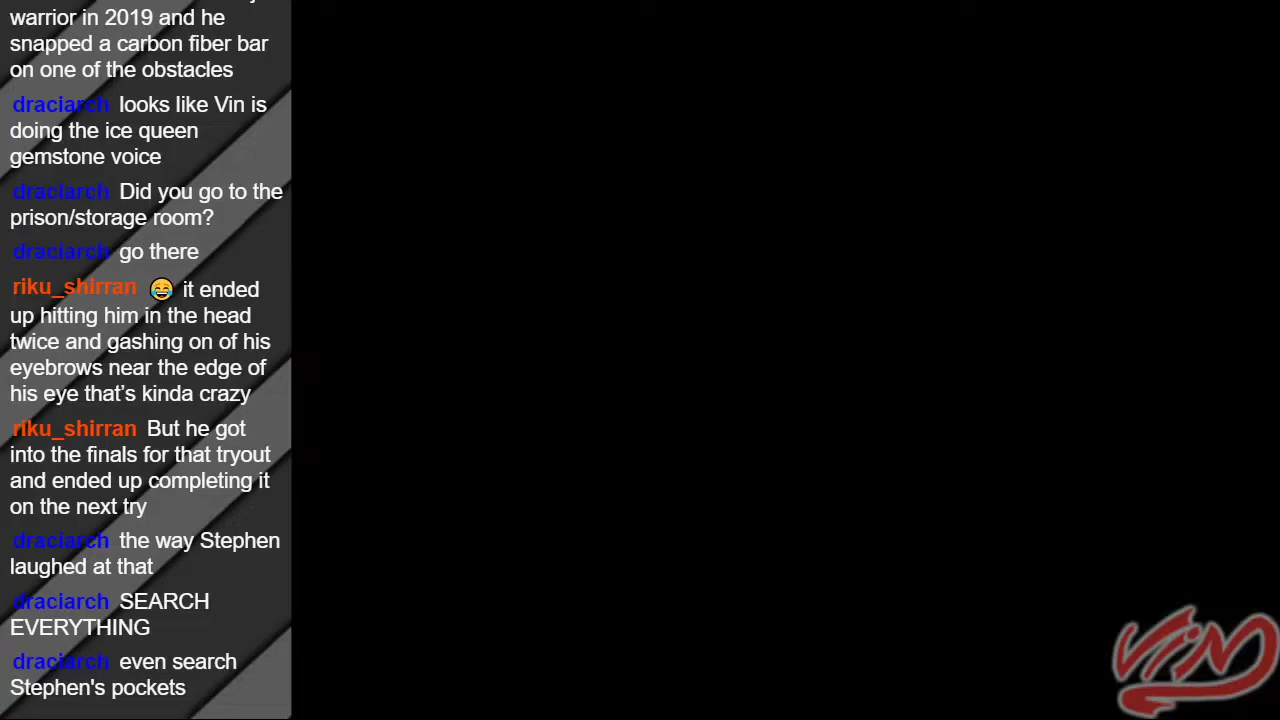 warrior in 2019 and he
snapped a carbon fiber bar
on one of the obstacles
draciarch looks like Vin is
doing the ice queen
gemstone voice
draciarch Did you go to the
prison/storage room?
draciarch go there
riku_shirran 😂 it ended
up hitting him in the head
twice and gashing on of his
eyebrows near the edge of
his eye that’s kinda crazy
riku_shirran But he got
into the finals for that tryout
and ended up completing it
on the next try
draciarch the way Stephen
laughed at that
draciarch SEARCH
EVERYTHING
draciarch even search
Stephen's pockets
Vin